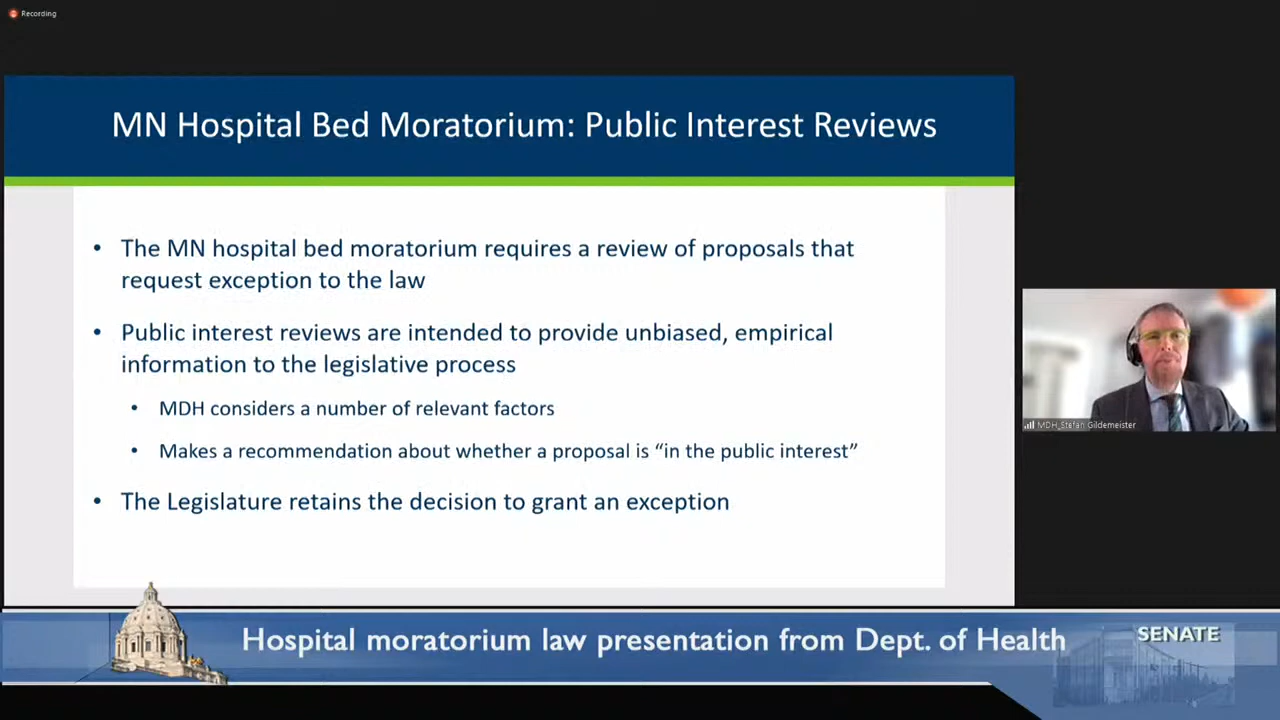 Recording
MN Hospital Bed Moratorium: Public Interest Reviews
• The MN hospital bed moratorium requires a review of proposals that
request exception to the law
• Public interest reviews are intended to provide unbiased, empirical
information to the legislative process
• MDH considers a number of relevant factors
• Makes a recommendation about whether a proposal is “in the public interest”
• The Legislature retains the decision to grant an exception
MDH_Stefan Gildemeister
Hospital moratorium law presentation from Dept. of Health
SENATE